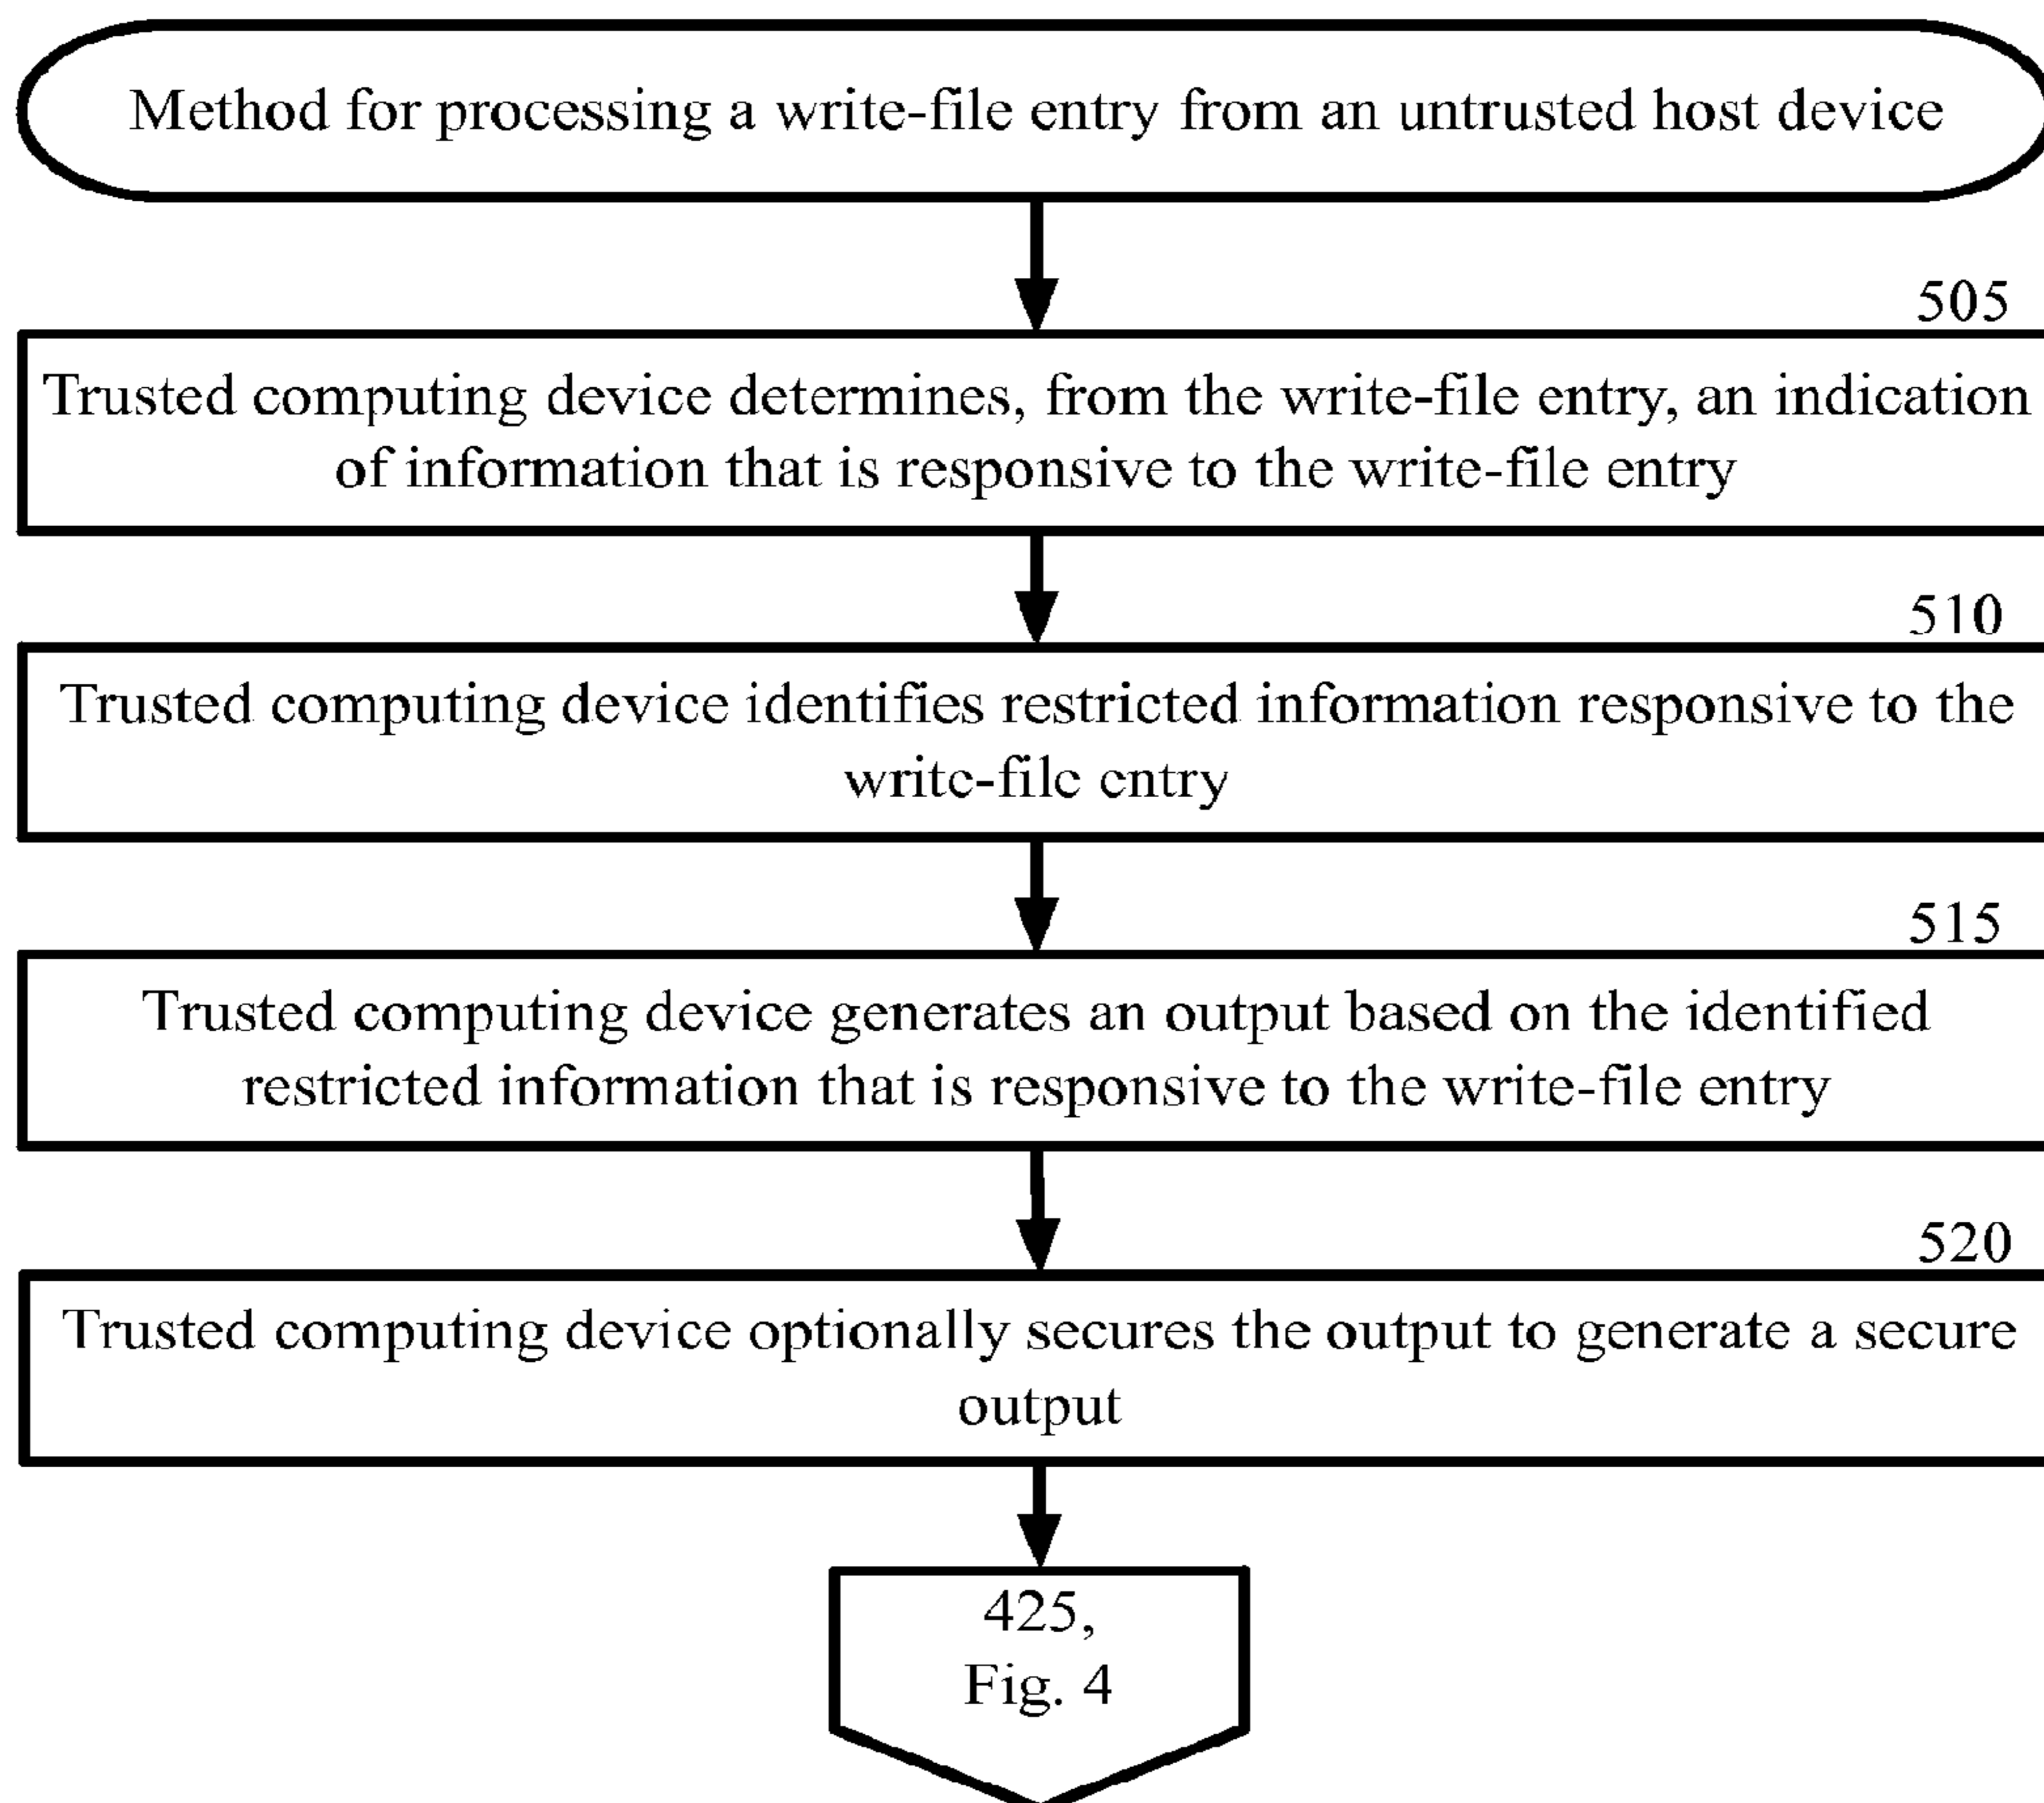 Method for processing a write-file entry from an untrusted host device
505
Trusted computing device determines, from the write-file entry, an indication
of information that is responsive to the write-file entry
510
Trusted computing device identifies restricted information responsive to the
write-file entry
515
Trusted computing device generates an output based on the identified
restricted information that is responsive to the write-file entry
520
Trusted computing device optionally secures the output to generate a secure
output
425,
Fig. 4